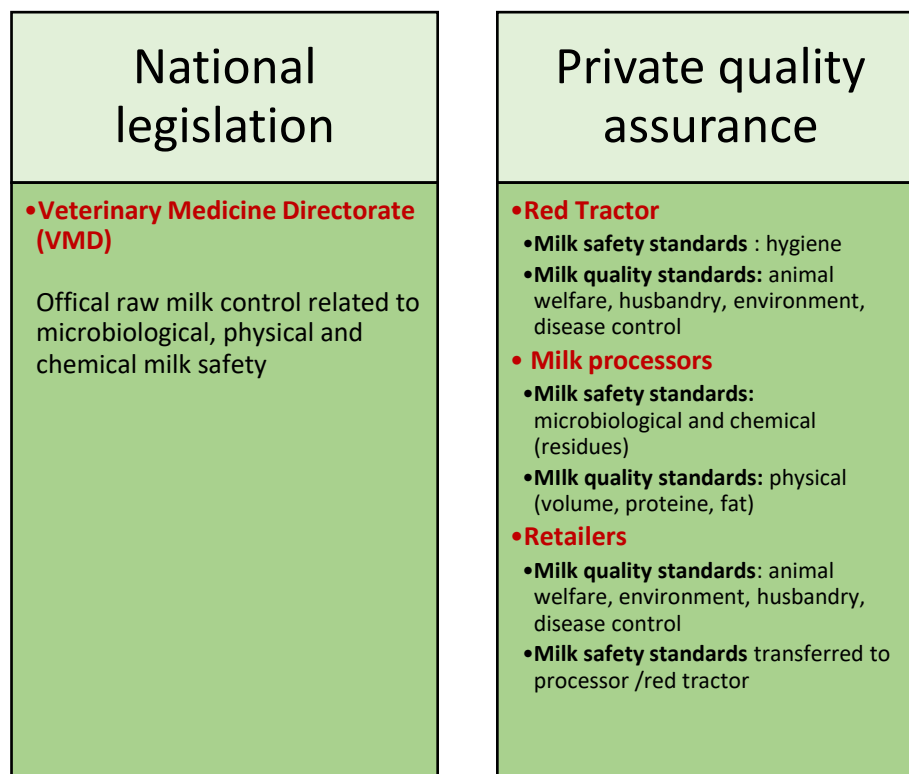 National
legislation
•Veterinary Medicine Directorate
(VMD)
Offical raw milk control related to
microbiological, physical and
chemical milk safety
Private quality
assurance
•Red Tractor
•Milk safety standards : hygiene
•Milk quality standards: animal
welfare, husbandry, environment,
disease control
• Milk processors
•Milk safety standards:
microbiological and chemical
(residues)
•MIlk quality standards: physical
(volume, proteine, fat)
•Retailers
•Milk quality standards: animal
welfare, environment, husbandry,
disease control
•Milk safety standards transferred to
processor /red tractor